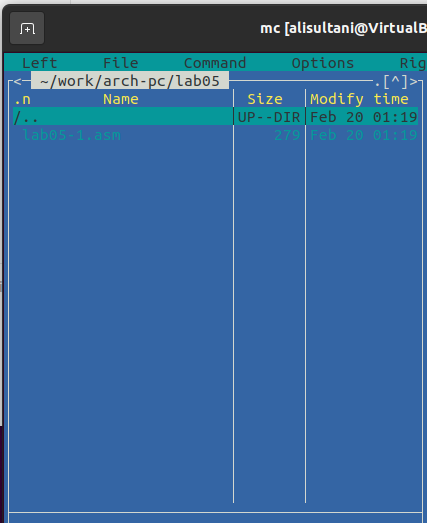 mc [alisultani@VirtualB
Left File Command Options Rig
<— ~/work/arch-pc/lab05 .[^]>
.n Name Size Modify time
/.. UP--DIR Feb 20 01:19
lab05-1.asm 279 Feb 20 01:19